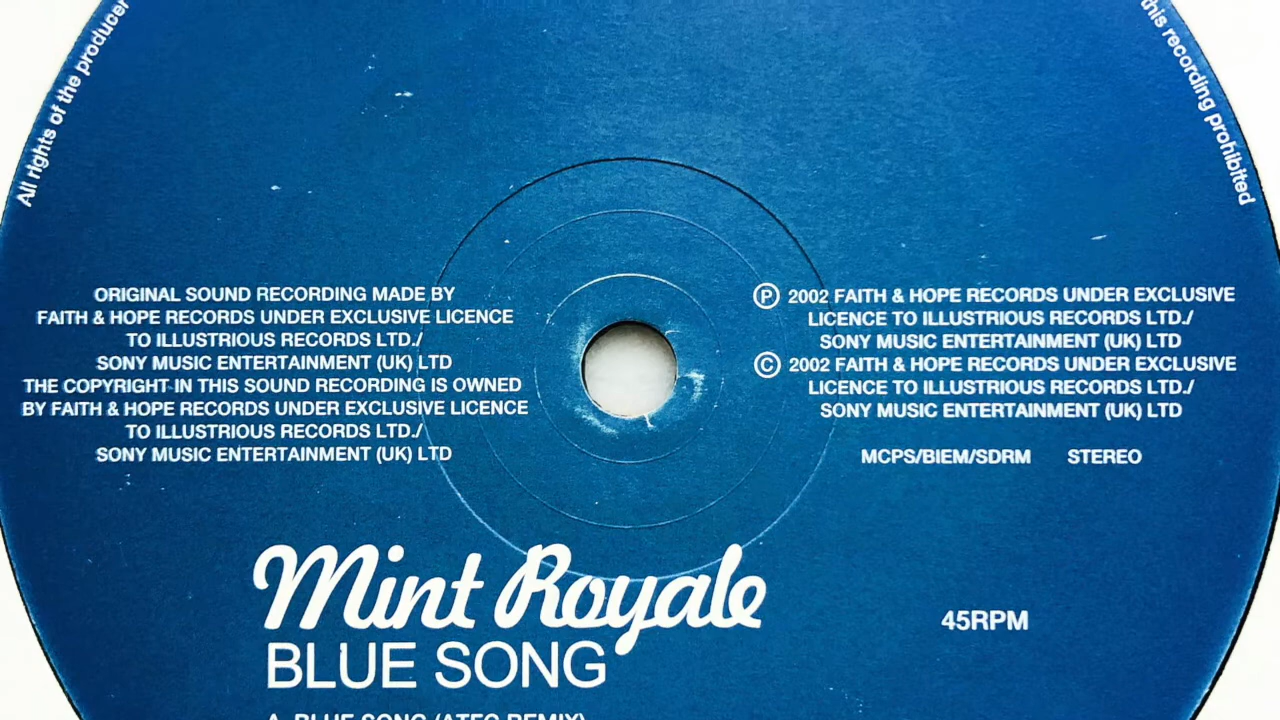 All rights of the producer
this recording prohibited
ORIGINAL SOUND RECORDING MADE BY
FAITH & HOPE RECORDS UNDER EXCLUSIVE LICENCE
TO ILLUSTRIOUS RECORDS LTD./
SONY MUSIC ENTERTAINMENT (UK) LTD
THE COPYRIGHT IN THIS SOUND RECORDING IS OWNED
BY FAITH & HOPE RECORDS UNDER EXCLUSIVE LICENCE
TO ILLUSTRIOUS RECORDS LTD./
SONY MUSIC ENTERTAINMENT (UK) LTD
Ⓟ 2002 FAITH & HOPE RECORDS UNDER EXCLUSIVE
LICENCE TO ILLUSTRIOUS RECORDS LTD./
SONY MUSIC ENTERTAINMENT (UK) LTD
© 2002 FAITH & HOPE RECORDS UNDER EXCLUSIVE
LICENCE TO ILLUSTRIOUS RECORDS LTD./
SONY MUSIC ENTERTAINMENT (UK) LTD
MCPS/BIEM/SDRM STEREO
Mint Royale
BLUE SONG
45RPM
A. BLUE SONG (ATFC REMIX)